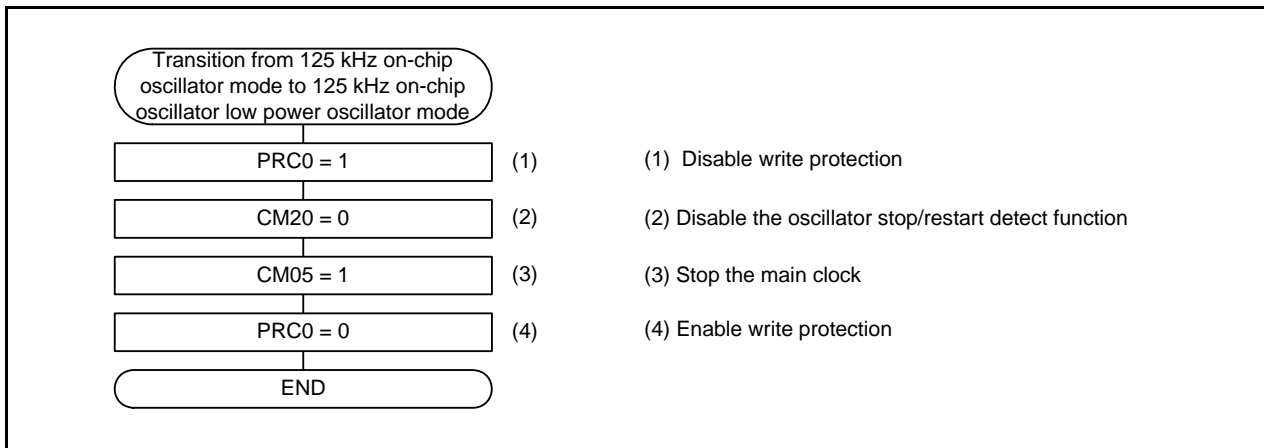 Transition from 125 kHz on-chip
oscillator mode to 125 kHz on-chip
oscillator low power oscillator mode
PRC0 = 1 (1) (1) Disable write protection
CM20 = 0 (2) (2) Disable the oscillator stop/restart detect function
CM05 = 1 (3) (3) Stop the main clock
PRC0 = 0 (4) (4) Enable write protection
END